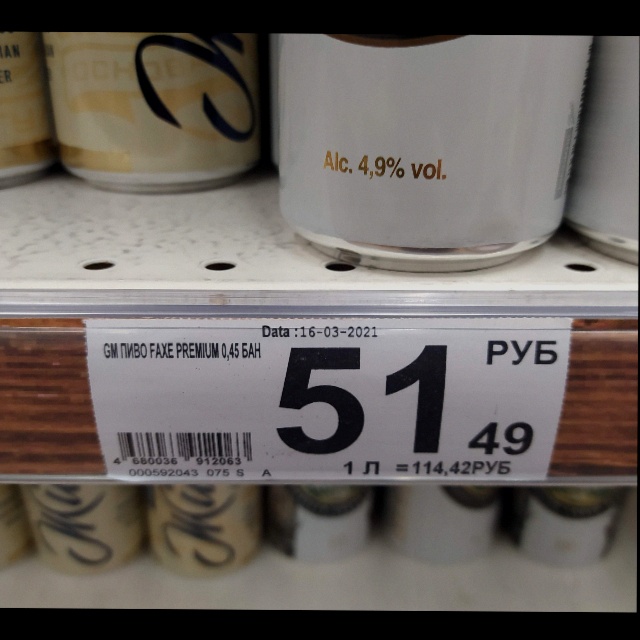 Alc. 4,9% vol.
Data :16-03-2021
GM ПИВО FAXE PREMIUM 0,45 БАН
51 49
РУБ
4 680036 912063
000592043 075 S A
1 Л =114,42РУБ